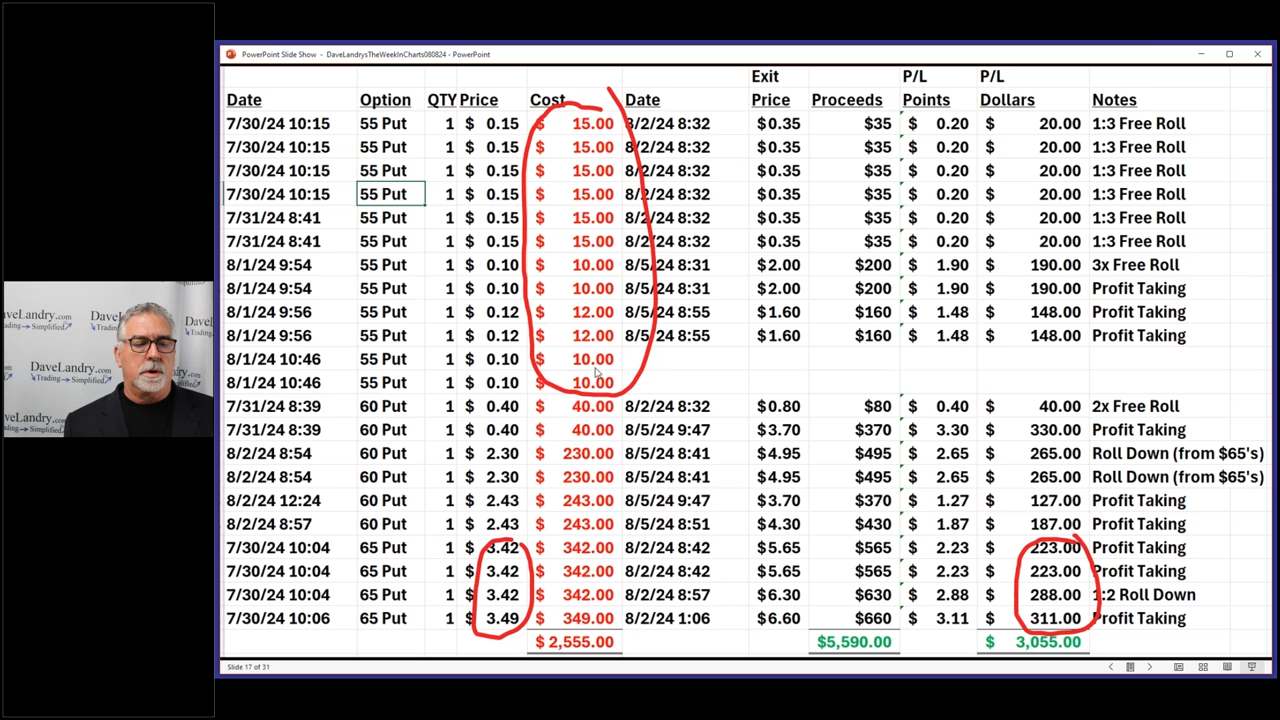 PowerPoint Slide Show - DaveLandrysTheWeekInCharts080824 - PowerPoint
Exit P/L P/L
Date Option QTY Price Cost Date Price Proceeds Points Dollars Notes
7/30/24 10:15 55 Put 1 $ 0.15 $ 15.00 8/2/24 8:32 $0.35 $35 $ 0.20 $ 20.00 1:3 Free Roll
7/30/24 10:15 55 Put 1 $ 0.15 $ 15.00 8/2/24 8:32 $0.35 $35 $ 0.20 $ 20.00 1:3 Free Roll
7/30/24 10:15 55 Put 1 $ 0.15 $ 15.00 8/2/24 8:32 $0.35 $35 $ 0.20 $ 20.00 1:3 Free Roll
7/30/24 10:15 55 Put 1 $ 0.15 $ 15.00 8/2/24 8:32 $0.35 $35 $ 0.20 $ 20.00 1:3 Free Roll
7/31/24 8:41 55 Put 1 $ 0.15 $ 15.00 8/2/24 8:32 $0.35 $35 $ 0.20 $ 20.00 1:3 Free Roll
7/31/24 8:41 55 Put 1 $ 0.15 $ 15.00 8/2/24 8:32 $0.35 $35 $ 0.20 $ 20.00 1:3 Free Roll
8/1/24 9:54 55 Put 1 $ 0.10 $ 10.00 8/5/24 8:31 $2.00 $200 $ 1.90 $ 190.00 3x Free Roll
8/1/24 9:54 55 Put 1 $ 0.10 $ 10.00 8/5/24 8:31 $2.00 $200 $ 1.90 $ 190.00 Profit Taking
8/1/24 9:56 55 Put 1 $ 0.12 $ 12.00 8/5/24 8:55 $1.60 $160 $ 1.48 $ 148.00 Profit Taking
8/1/24 9:56 55 Put 1 $ 0.12 $ 12.00 8/5/24 8:55 $1.60 $160 $ 1.48 $ 148.00 Profit Taking
8/1/24 10:46 55 Put 1 $ 0.10 $ 10.00
8/1/24 10:46 55 Put 1 $ 0.10 $ 10.00
7/31/24 8:39 60 Put 1 $ 0.40 $ 40.00 8/2/24 8:32 $0.80 $80 $ 0.40 $ 40.00 2x Free Roll
7/31/24 8:39 60 Put 1 $ 0.40 $ 40.00 8/5/24 9:47 $3.70 $370 $ 3.30 $ 330.00 Profit Taking
8/2/24 8:54 60 Put 1 $ 2.30 $ 230.00 8/5/24 8:41 $4.95 $495 $ 2.65 $ 265.00 Roll Down (from $65's)
8/2/24 8:54 60 Put 1 $ 2.30 $ 230.00 8/5/24 8:41 $4.95 $495 $ 2.65 $ 265.00 Roll Down (from $65's)
8/2/24 12:24 60 Put 1 $ 2.43 $ 243.00 8/5/24 9:47 $3.70 $370 $ 1.27 $ 127.00 Profit Taking
8/2/24 8:57 60 Put 1 $ 2.43 $ 243.00 8/5/24 8:51 $4.30 $430 $ 1.87 $ 187.00 Profit Taking
7/30/24 10:04 65 Put 1 $ 3.42 $ 342.00 8/2/24 8:42 $5.65 $565 $ 2.23 $ 223.00 Profit Taking
7/30/24 10:04 65 Put 1 $ 3.42 $ 342.00 8/2/24 8:42 $5.65 $565 $ 2.23 $ 223.00 Profit Taking
7/30/24 10:04 65 Put 1 $ 3.42 $ 342.00 8/2/24 8:57 $6.30 $630 $ 2.88 $ 288.00 1:2 Roll Down
7/30/24 10:06 65 Put 1 $ 3.49 $ 349.00 8/2/24 1:06 $6.60 $660 $ 3.11 $ 311.00 Profit Taking
$ 2,555.00 $5,590.00 $ 3,055.00
Slide 17 of 31
DaveLandry.com
Trading Simplified